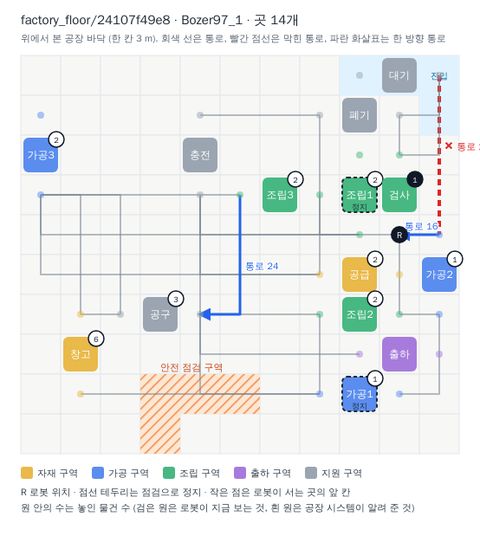 factory_floor/24107f49e8 · Bozer97_1 · 곳 14개
위에서 본 공장 바닥 (한 칸 3 m). 회색 선은 통로, 빨간 점선은 막힌 통로, 파란 화살표는 한 방향 통로
대기
전립
폐기
2
가공3
충전
✖ 통로 2
2
조립3
2
조립1
정지
1
검사
통로 16
R
통로 24
2
공급
1
가공2
3
공구
2
조립2
6
창고
출하
안전 점검 구역
1
가공1
정지
자재 구역
가공 구역
조립 구역
출하 구역
지원 구역
R 로봇 위치 · 점선 테두리는 점검으로 정지 · 작은 점은 로봇이 서는 곳의 앞 칸
원 안의 수는 놓인 물건 수 (검은 원은 로봇이 지금 보는 것, 흰 원은 공장 시스템이 알려 준 것)